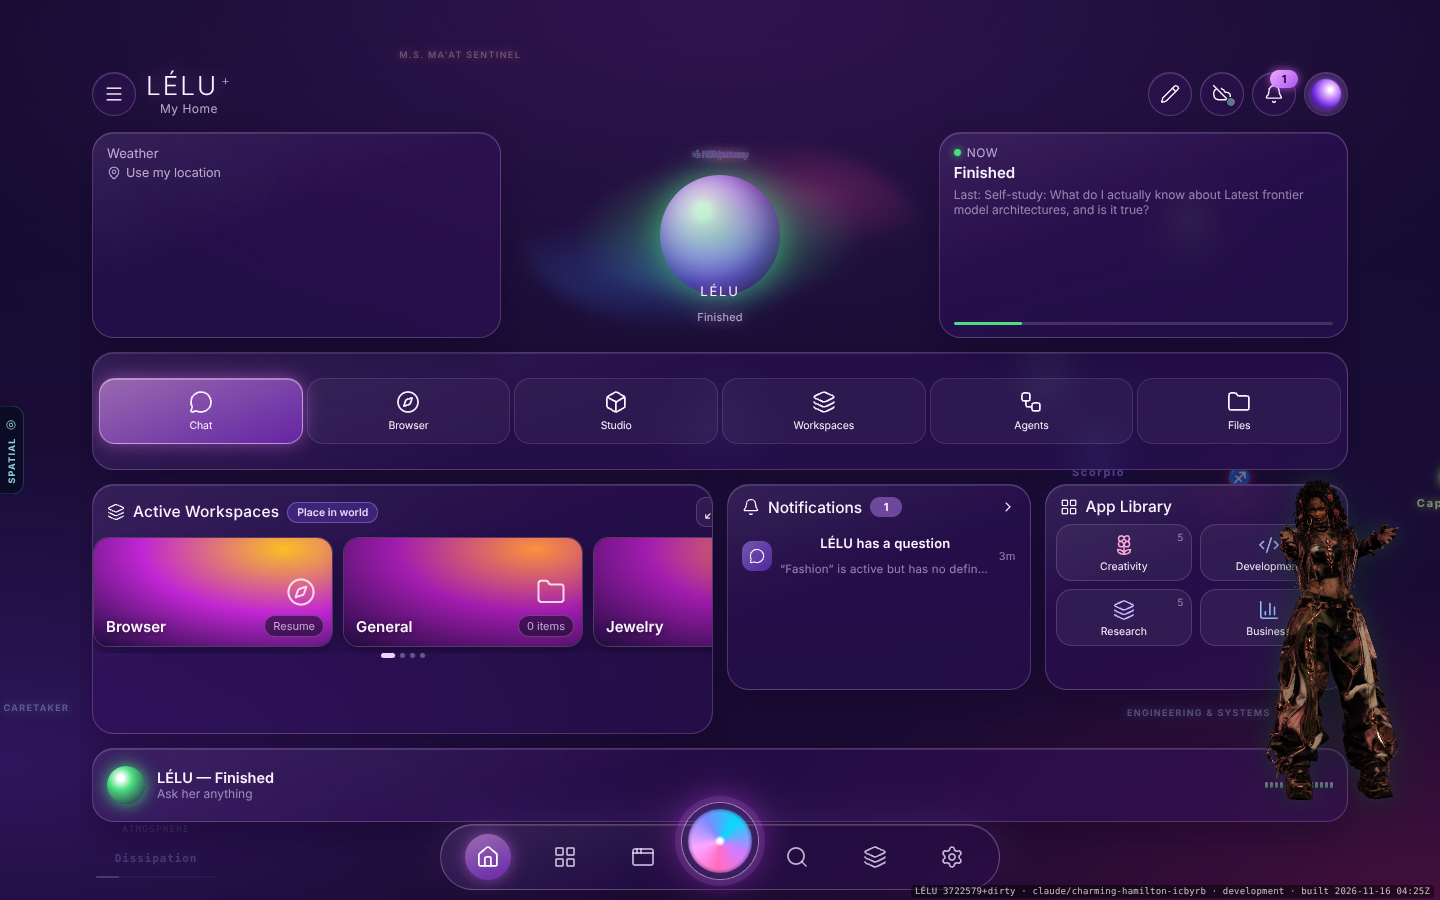 M.S. MA'AT SENTINEL
LÉLU +
My Home
1
Weather
Use my location
LÉLU
Finished
NOW
Finished
Last: Self-study: What do I actually know about Latest frontier
model architectures, and is it true?
Chat
Browser
Studio
Workspaces
Agents
Files
SPATIAL
Scorpio
Cap
Active Workspaces
Place in world
Browser
Resume
General
0 items
Jewelry
Notifications
1
LÉLU has a question
“Fashion” is active but has no defin...
3m
App Library
Creativity
5
Developme
Research
5
Busines
CARETAKER
ENGINEERING & SYSTEMS
LÉLU — Finished
Ask her anything
ATMOSPHERE
Dissipation
LÉLU 3722579+dirty · claude/charming-hamilton-icbyrb · development · built 2026-11-16 04:25Z